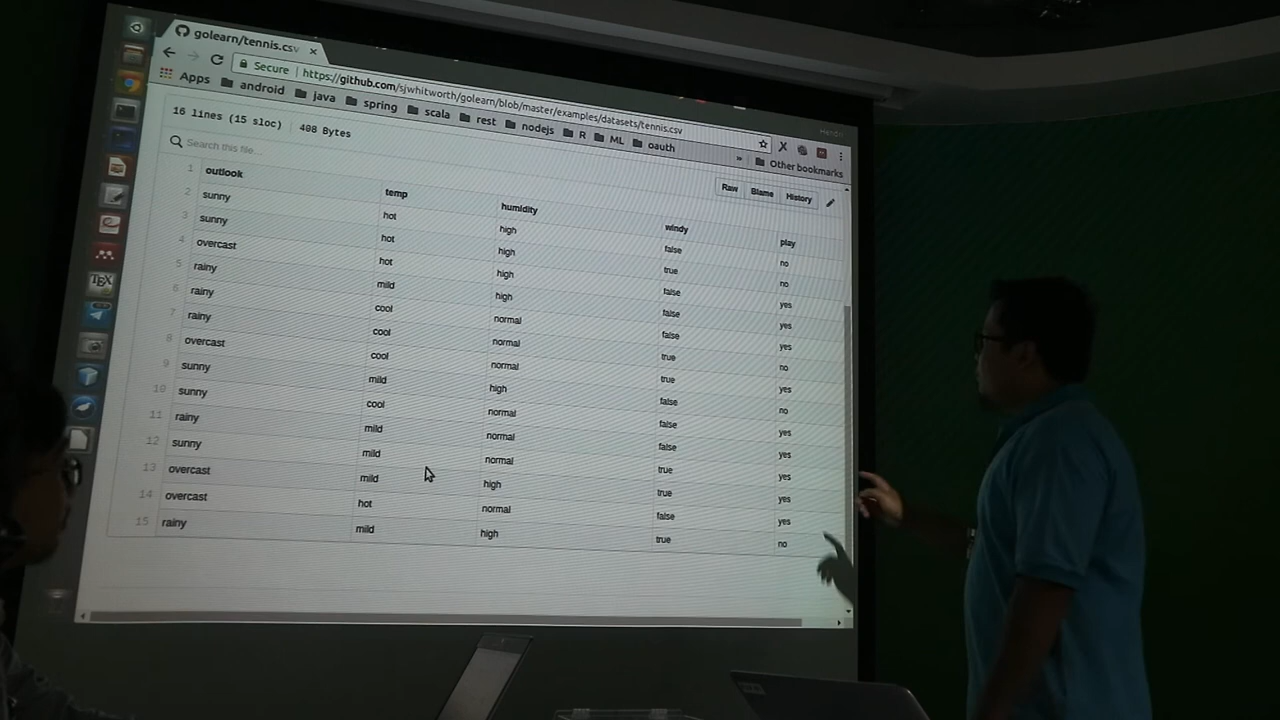 golearn/tennis.csv
Secure | https://github.com/sjwhitworth/golearn/blob/master/examples/datasets/tennis.csv
Apps android java spring scala rest nodejs R ML oauth » Other bookmarks
16 lines (15 sloc) 408 Bytes
Raw Blame History
Search this file...
1 outlook temp humidity windy play
2 sunny hot high false no
3 sunny hot high true no
4 overcast hot high false yes
5 rainy mild high false yes
6 rainy cool normal false yes
7 rainy cool normal true no
8 overcast cool normal true yes
9 sunny mild high false no
10 sunny cool normal false yes
11 rainy mild normal false yes
12 sunny mild normal true yes
13 overcast mild high true yes
14 overcast hot normal false yes
15 rainy mild high true no
TEX